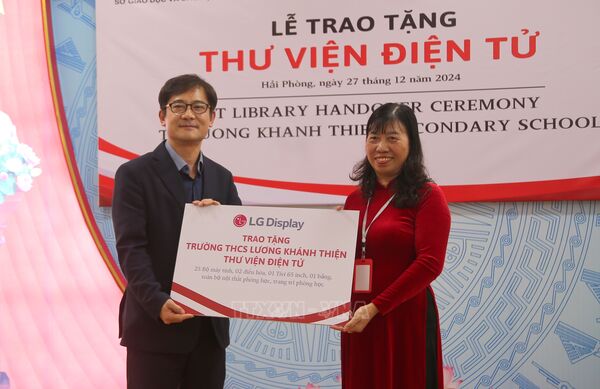 LỄ TRAO TẶNG
THƯ VIỆN ĐIỆN TỬ
Hải Phòng, ngày 27 tháng 12 năm 2024
LIBRARY HANDOVER CEREMONY
KHANH SCHOOL
LG Display
TRAO TẶNG
TRƯỜNG THCS LƯƠNG KHÁNH THIỆN
THƯ VIỆN ĐIỆN TỬ
25 Bộ máy tính, 02 điều hòa, 01 Tivi 65 inch, 01 bảng,
toàn bộ nội thất phòng học, trang trí phòng học